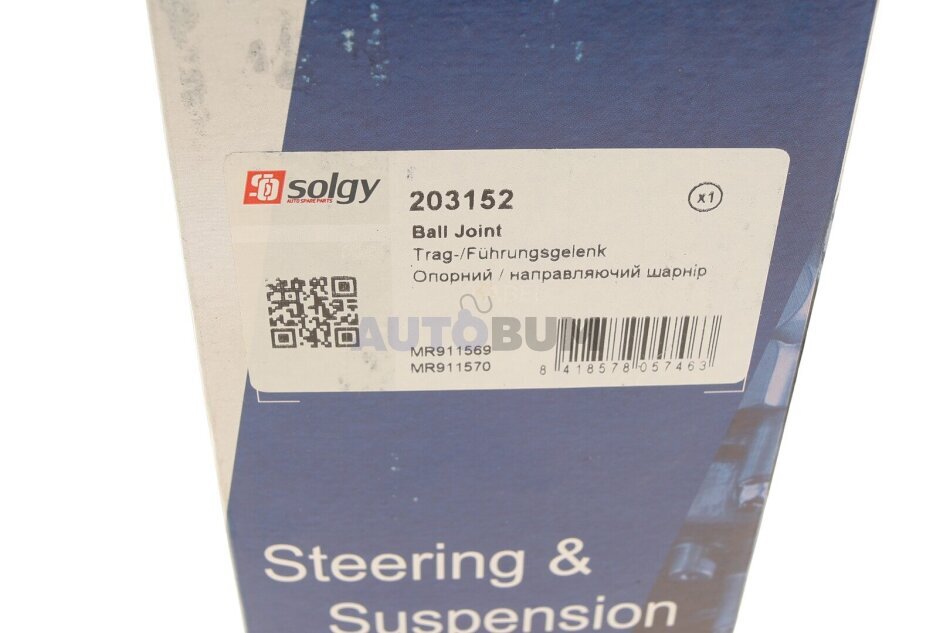 solgy
AUTO SPARE PARTS
203152
x1
Ball Joint
Trag-/Führungsgelenk
Опорний / направляючий шарнір
AUTOBUM
MR911569
MR911570
8 418578 057463
Steering &
Suspension